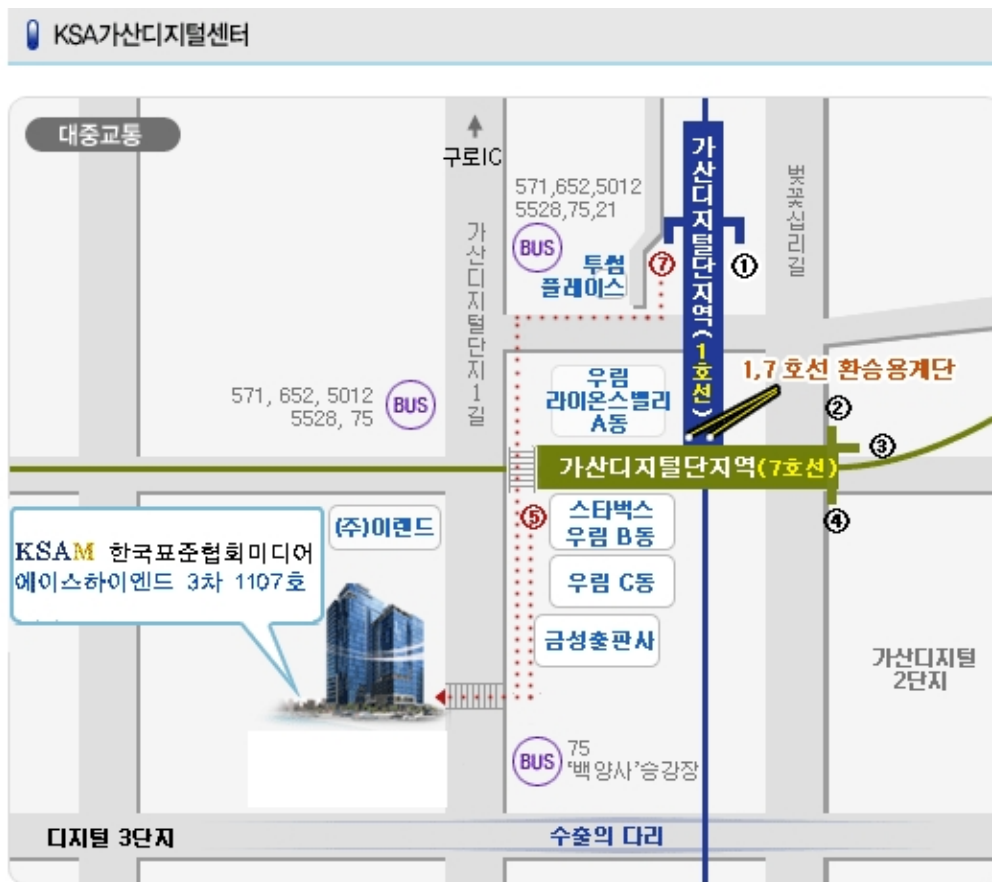 KSA가산디지털센터
대중교통
구로IC
571,652,5012
5528,75,21
BUS
투썸
플레이스
⑦
가산디지털단지역(1호선)
①
벚꽃십리길
가산디지털단지1길
571, 652, 5012
5528, 75
BUS
우림
라이온스밸리
A동
1,7 호선 환승용계단
②
③
가산디지털단지역(7호선)
④
⑤
스타벅스
우림 B동
(주)이랜드
KSAM 한국표준협회미디어
에이스하이엔드 3차 1107호
우림 C동
금성출판사
가산디지털
2단지
BUS
75
'백양사'승강장
디지털 3단지
수출의 다리